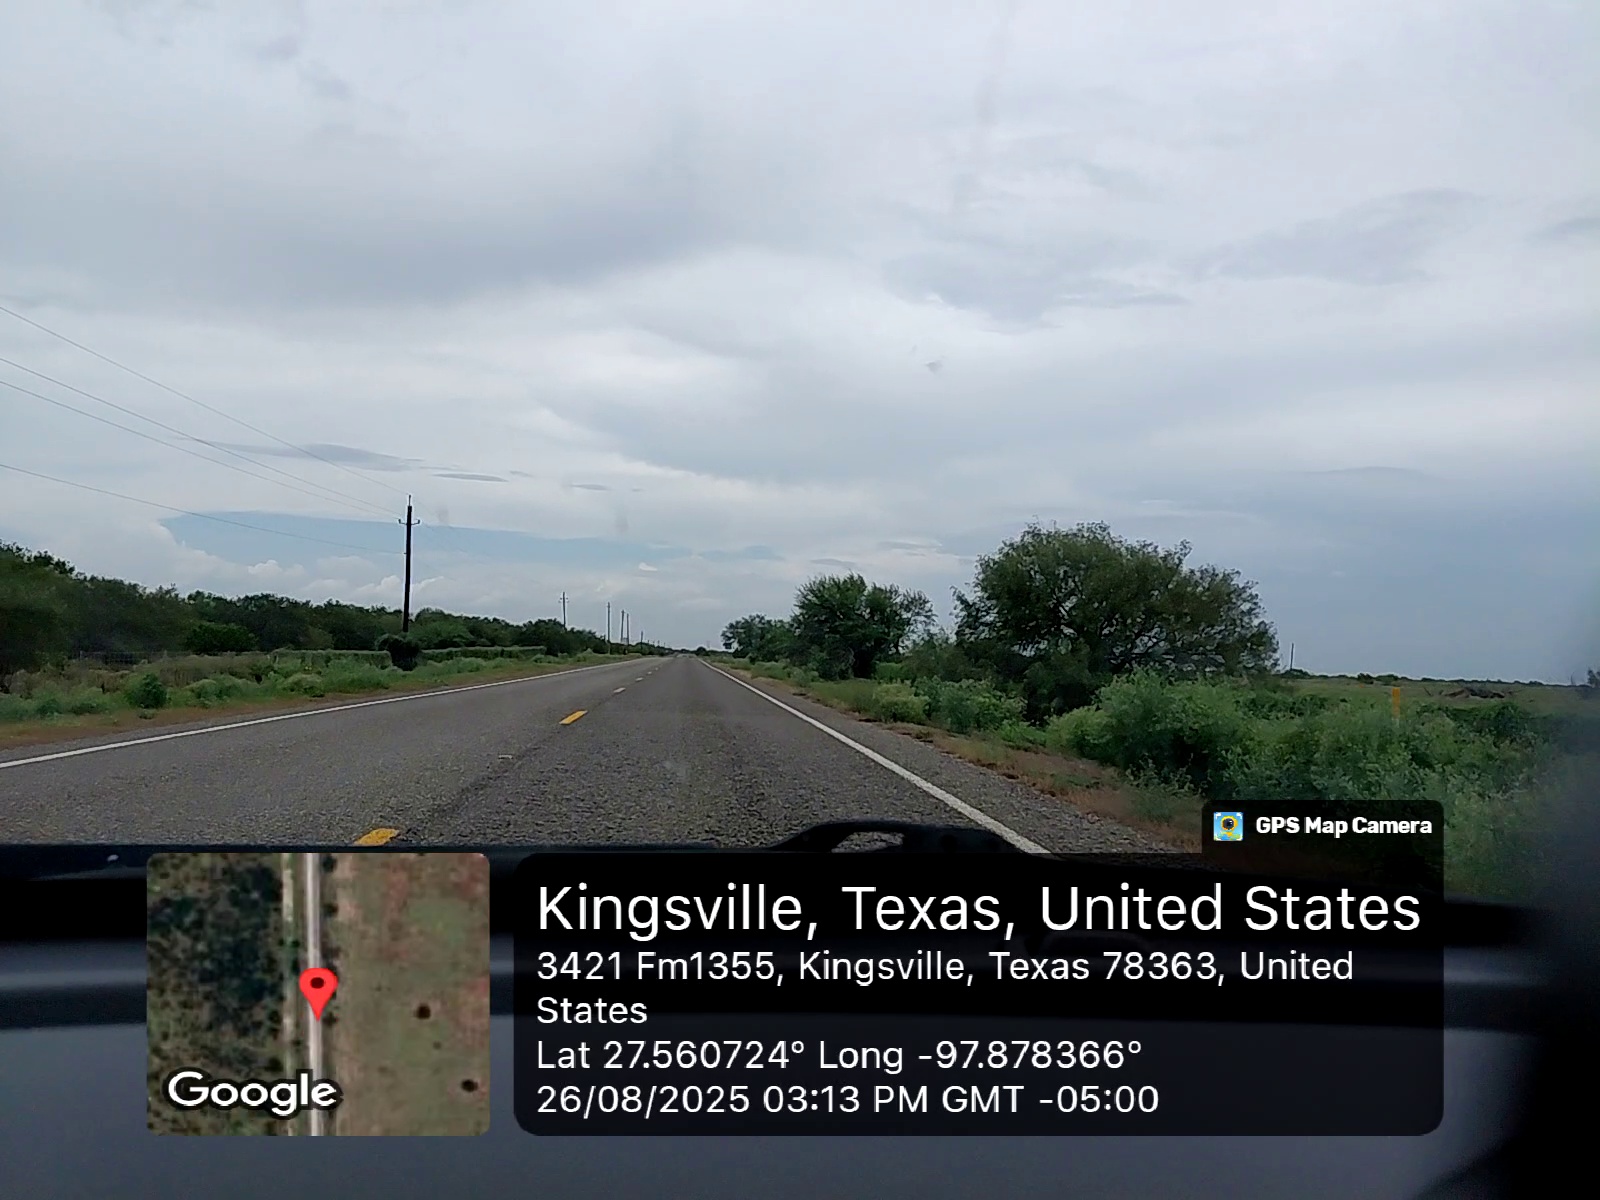 GPS Map Camera
Kingsville, Texas, United States
3421 Fm1355, Kingsville, Texas 78363, United
States
Lat 27.560724° Long -97.878366°
26/08/2025 03:13 PM GMT -05:00
Google